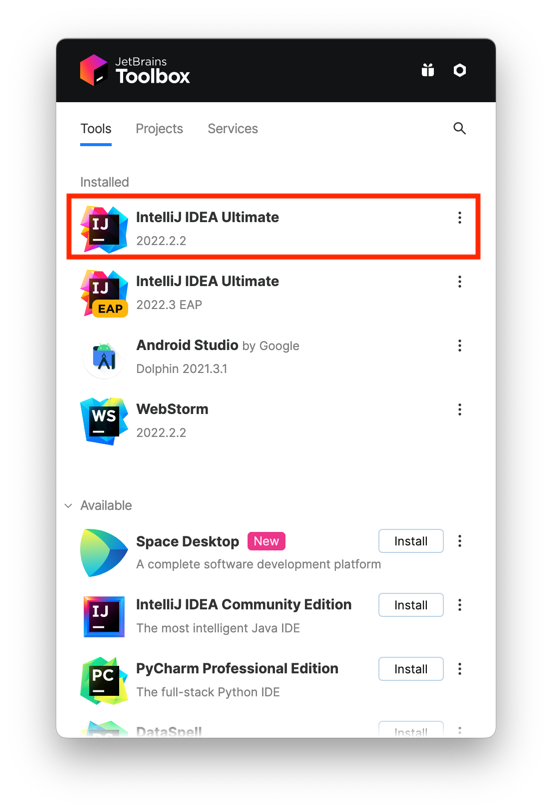 JetBrains
Toolbox
Tools Projects Services
Installed
IJ
IntelliJ IDEA Ultimate
2022.2.2
IJ
EAP
IntelliJ IDEA Ultimate
2022.3 EAP
Android Studio by Google
Dolphin 2021.3.1
WS
WebStorm
2022.2.2
Available
Space Desktop New Install
A complete software development platform
IJ
IntelliJ IDEA Community Edition Install
The most intelligent Java IDE
PC
PyCharm Professional Edition Install
The full-stack Python IDE
DataSpell Install